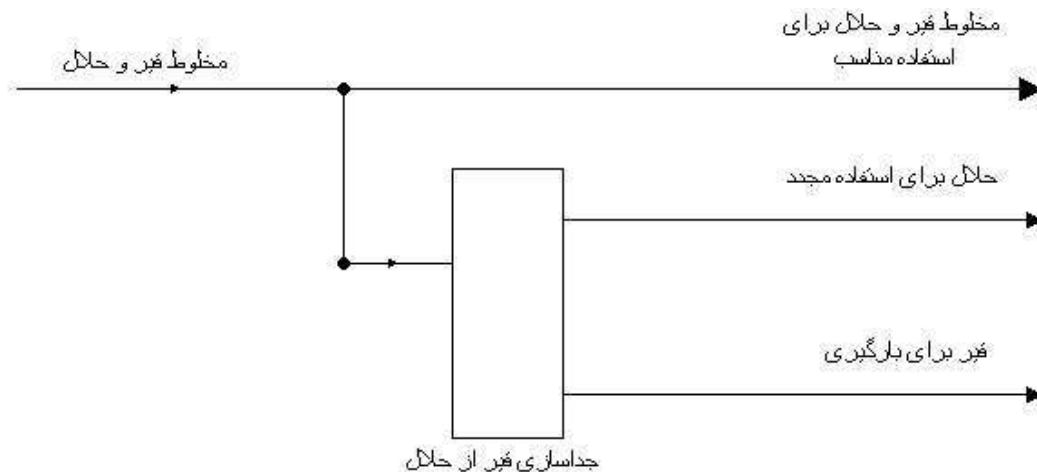 مخلوط قیر و حلال برای
استفاده مناسب
مخلوط قیر و حلال
حلال برای استفاده مجدد
قیر برای بارگیری
جداسازی قیر از حلال